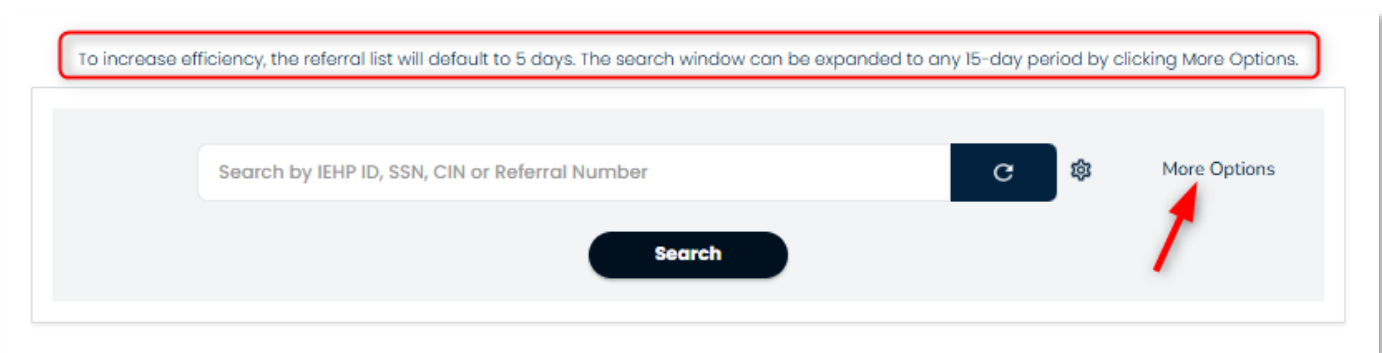 To increase efficiency, the referral list will default to 5 days. The search window can be expanded to any 15-day period by clicking More Options.
Search by IEHP ID, SSN, CIN or Referral Number
More Options
Search